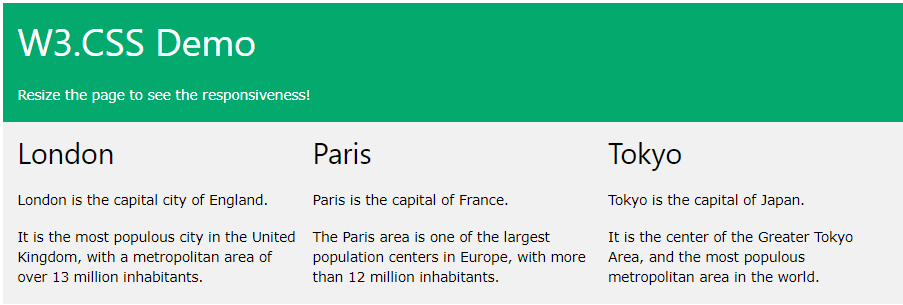 W3.CSS Demo
Resize the page to see the responsiveness!
London
London is the capital city of England.
It is the most populous city in the United
Kingdom, with a metropolitan area of
over 13 million inhabitants.
Paris
Paris is the capital of France.
The Paris area is one of the largest
population centers in Europe, with more
than 12 million inhabitants.
Tokyo
Tokyo is the capital of Japan.
It is the center of the Greater Tokyo
Area, and the most populous
metropolitan area in the world.